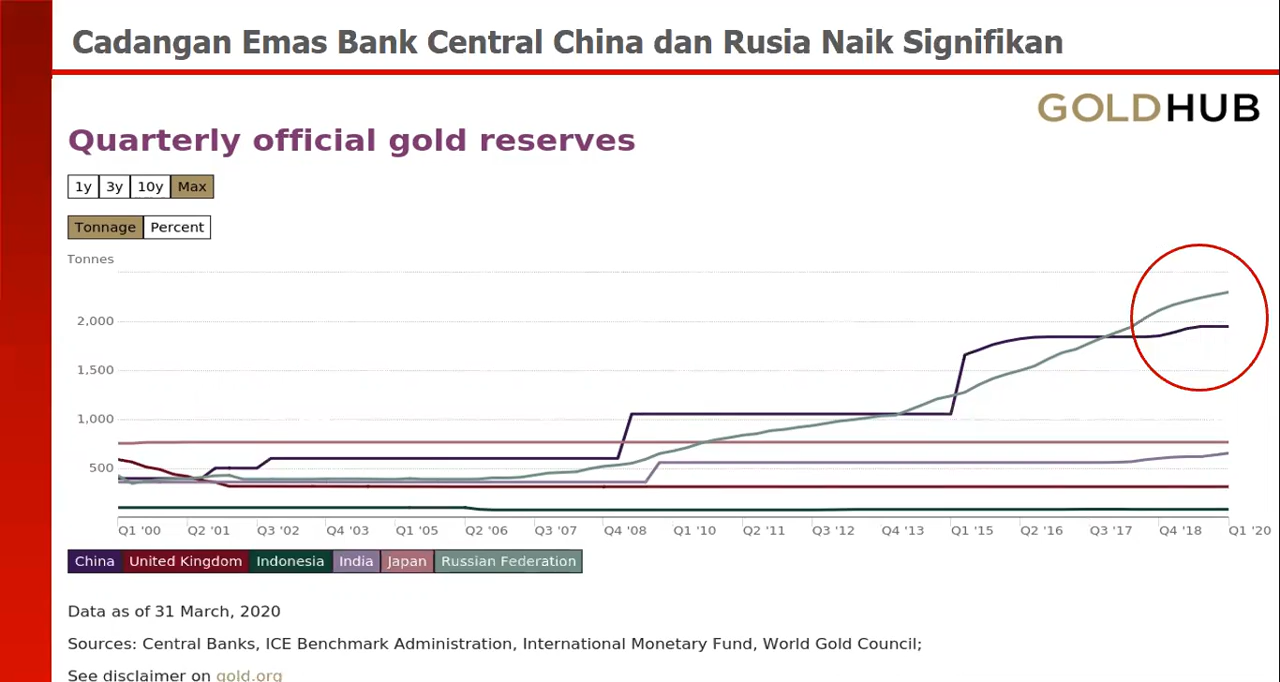 Cadangan Emas Bank Central China dan Rusia Naik Signifikan
GOLDHUB
Quarterly official gold reserves
1y 3y 10y Max
Tonnage Percent
Tonnes
2,000
1,500
1,000
500
Q1 '00 Q2 '01 Q3 '02 Q4 '03 Q1 '05 Q2 '06 Q3 '07 Q4 '08 Q1 '10 Q2 '11 Q3 '12 Q4 '13 Q1 '15 Q2 '16 Q3 '17 Q4 '18 Q1 '20
China United Kingdom Indonesia India Japan Russian Federation
Data as of 31 March, 2020
Sources: Central Banks, ICE Benchmark Administration, International Monetary Fund, World Gold Council;
See disclaimer on gold.org